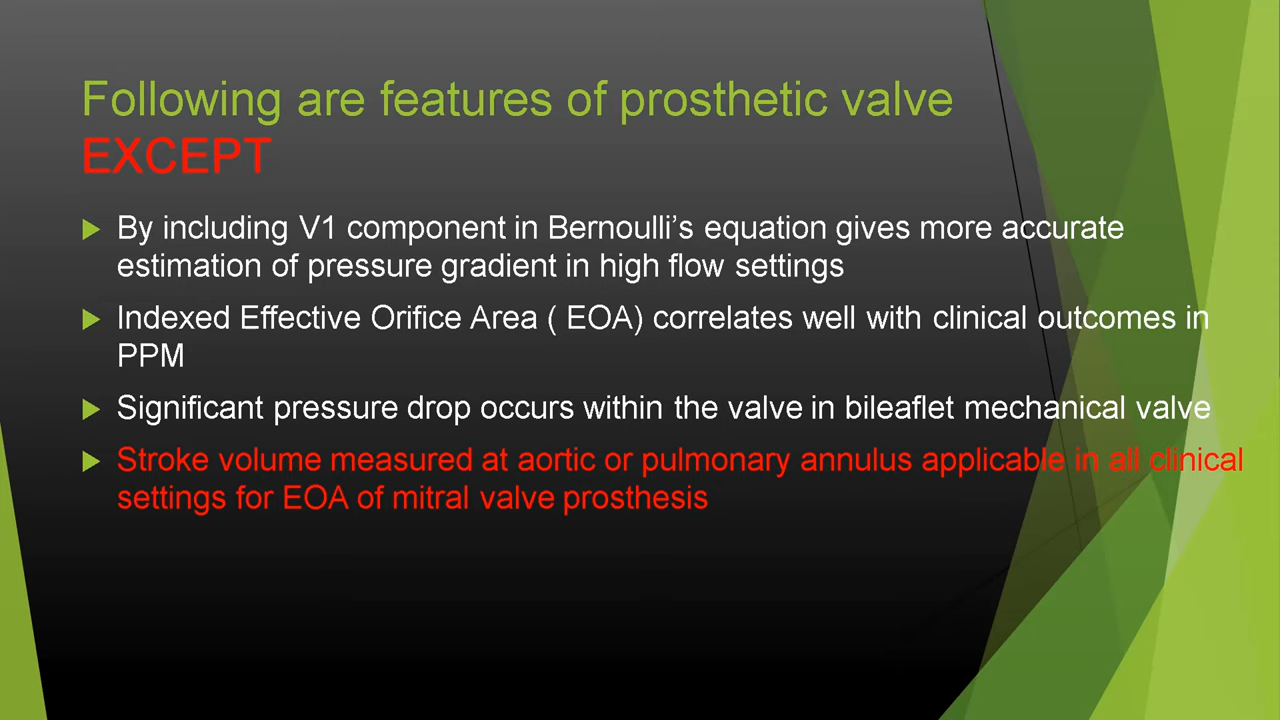 Following are features of prosthetic valve
EXCEPT
By including V1 component in Bernoulli’s equation gives more accurate
estimation of pressure gradient in high flow settings
Indexed Effective Orifice Area ( EOA) correlates well with clinical outcomes in
PPM
Significant pressure drop occurs within the valve in bileaflet mechanical valve
Stroke volume measured at aortic or pulmonary annulus applicable in all clinical
settings for EOA of mitral valve prosthesis